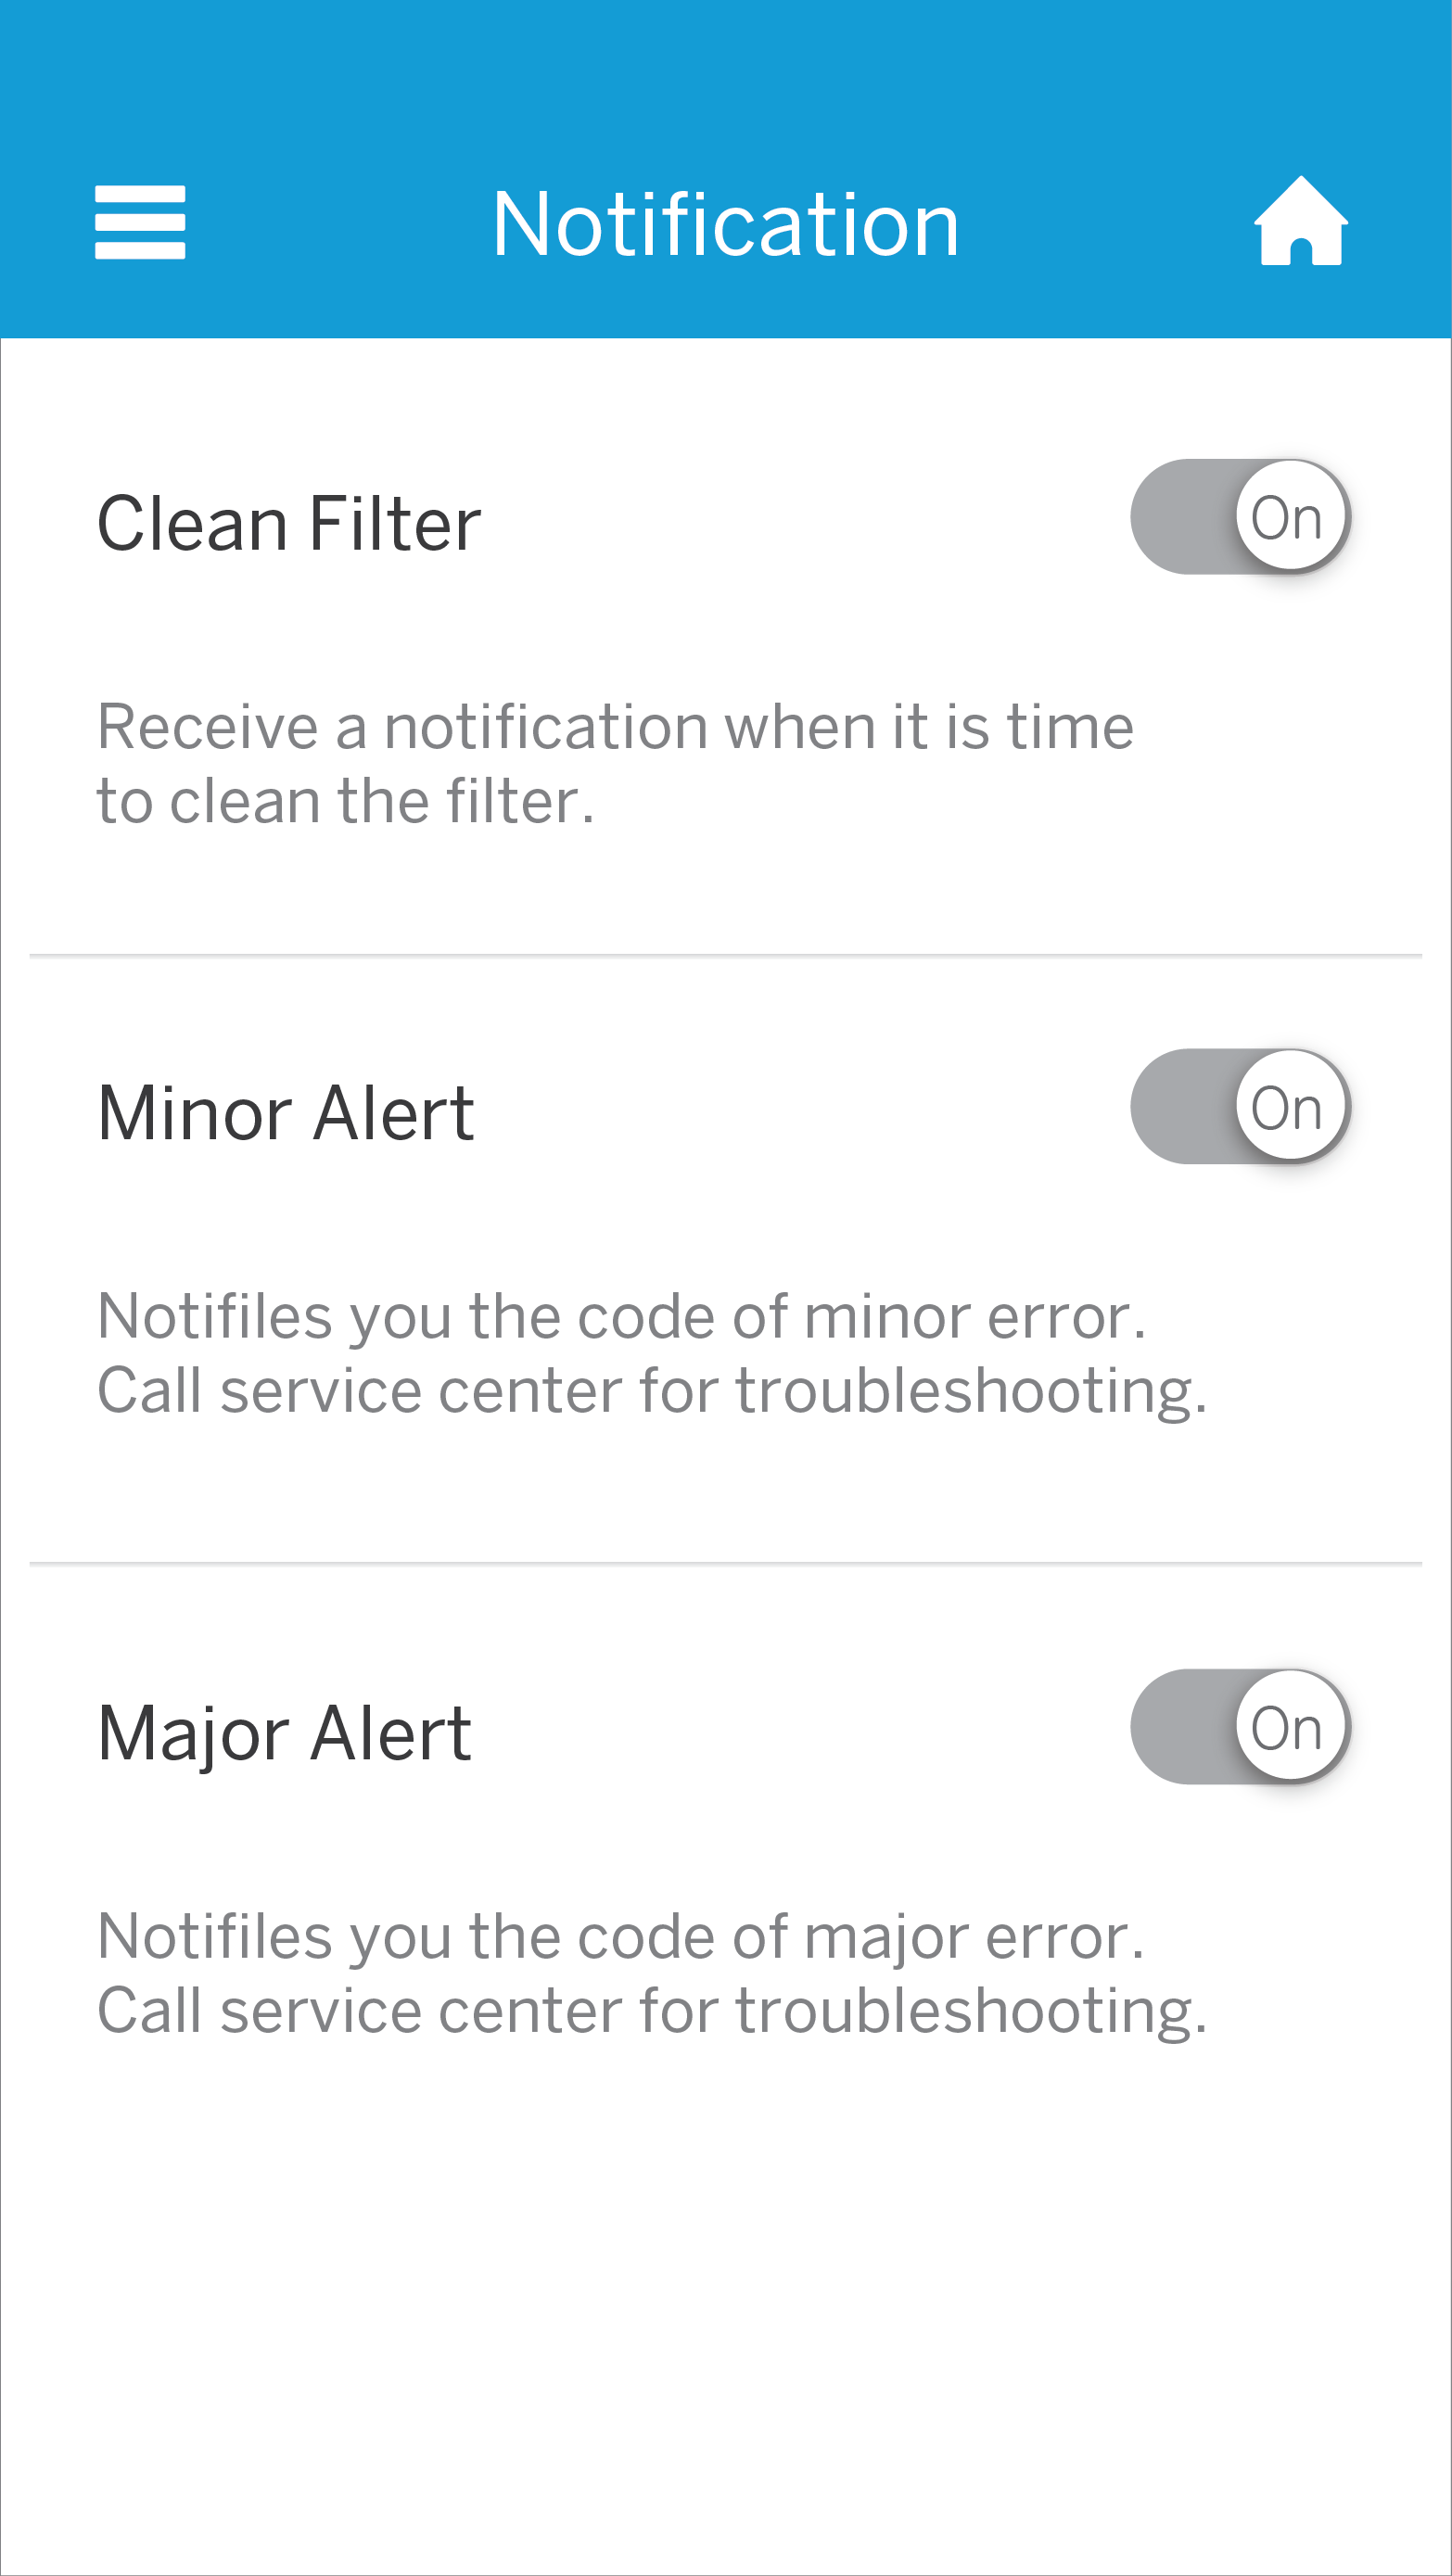 Notification
Clean Filter
On
Receive a notification when it is time
to clean the filter.
Minor Alert
On
Notifiles you the code of minor error.
Call service center for troubleshooting.
Major Alert
On
Notifiles you the code of major error.
Call service center for troubleshooting.